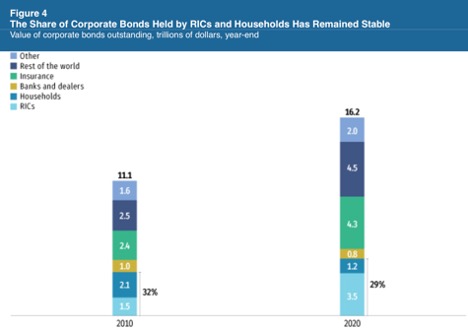 Figure 4
The Share of Corporate Bonds Held by RICs and Households Has Remained Stable
Value of corporate bonds outstanding, trillions of dollars, year-end
Other
Rest of the world
Insurance
Banks and dealers
Households
RICs
11.1
1.6
2.5
2.4
1.0
2.1
1.5
32%
2010
16.2
2.0
4.5
4.3
0.8
1.2
3.5
29%
2020